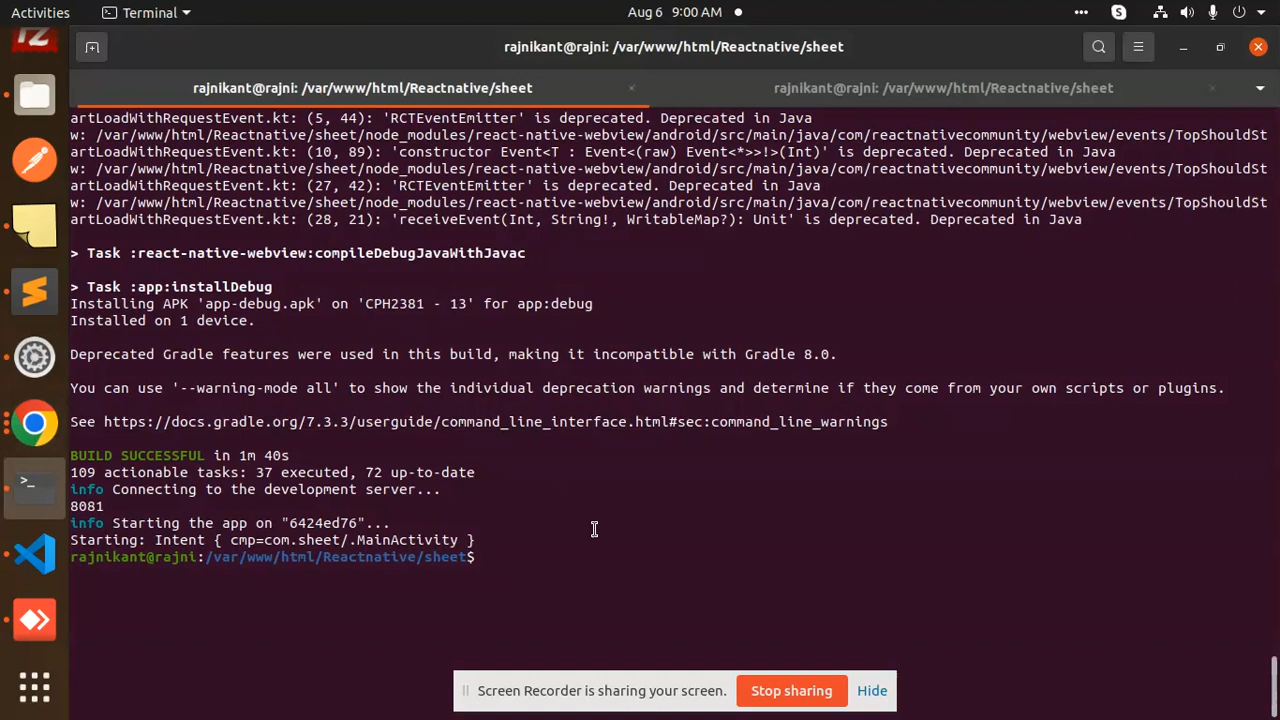 Activities
Terminal
Aug 6 9:00 AM
rajnikant@rajni: /var/www/html/Reactnative/sheet
rajnikant@rajni: /var/www/html/Reactnative/sheet
rajnikant@rajni: /var/www/html/Reactnative/sheet
artLoadWithRequestEvent.kt: (5, 44): 'RCTEventEmitter' is deprecated. Deprecated in Java
w: /var/www/html/Reactnative/sheet/node_modules/react-native-webview/android/src/main/java/com/reactnativecommunity/webview/events/TopShouldSt
artLoadWithRequestEvent.kt: (10, 89): 'constructor Event<T : Event<(raw) Event<*>>!>(Int)' is deprecated. Deprecated in Java
w: /var/www/html/Reactnative/sheet/node_modules/react-native-webview/android/src/main/java/com/reactnativecommunity/webview/events/TopShouldSt
artLoadWithRequestEvent.kt: (27, 42): 'RCTEventEmitter' is deprecated. Deprecated in Java
w: /var/www/html/Reactnative/sheet/node_modules/react-native-webview/android/src/main/java/com/reactnativecommunity/webview/events/TopShouldSt
artLoadWithRequestEvent.kt: (28, 21): 'receiveEvent(Int, String!, WritableMap?): Unit' is deprecated. Deprecated in Java
> Task :react-native-webview:compileDebugJavaWithJavac
> Task :app:installDebug
Installing APK 'app-debug.apk' on 'CPH2381 - 13' for app:debug
Installed on 1 device.
Deprecated Gradle features were used in this build, making it incompatible with Gradle 8.0.
You can use '--warning-mode all' to show the individual deprecation warnings and determine if they come from your own scripts or plugins.
See https://docs.gradle.org/7.3.3/userguide/command_line_interface.html#sec:command_line_warnings
BUILD SUCCESSFUL in 1m 40s
109 actionable tasks: 37 executed, 72 up-to-date
info Connecting to the development server...
8081
info Starting the app on "6424ed76"...
Starting: Intent { cmp=com.sheet/.MainActivity }
rajnikant@rajni:/var/www/html/Reactnative/sheet$
Screen Recorder is sharing your screen.
Stop sharing
Hide